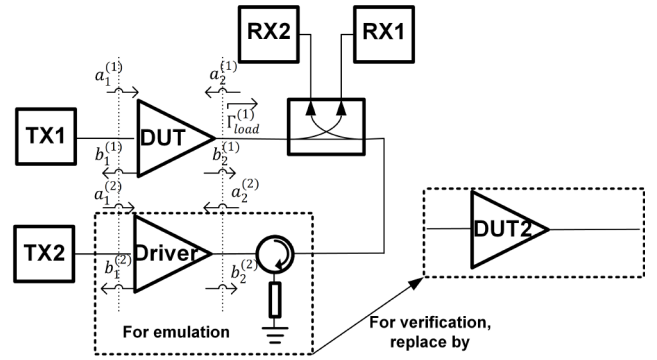 RX2
RX1
a₁⁽¹⁾
a₂⁽¹⁾
Γ_load⁽¹⁾
TX1
DUT
b₁⁽¹⁾
b₂⁽¹⁾
a₁⁽²⁾
a₂⁽²⁾
TX2
Driver
b₁⁽²⁾
b₂⁽²⁾
DUT2
For emulation
For verification,
replace by